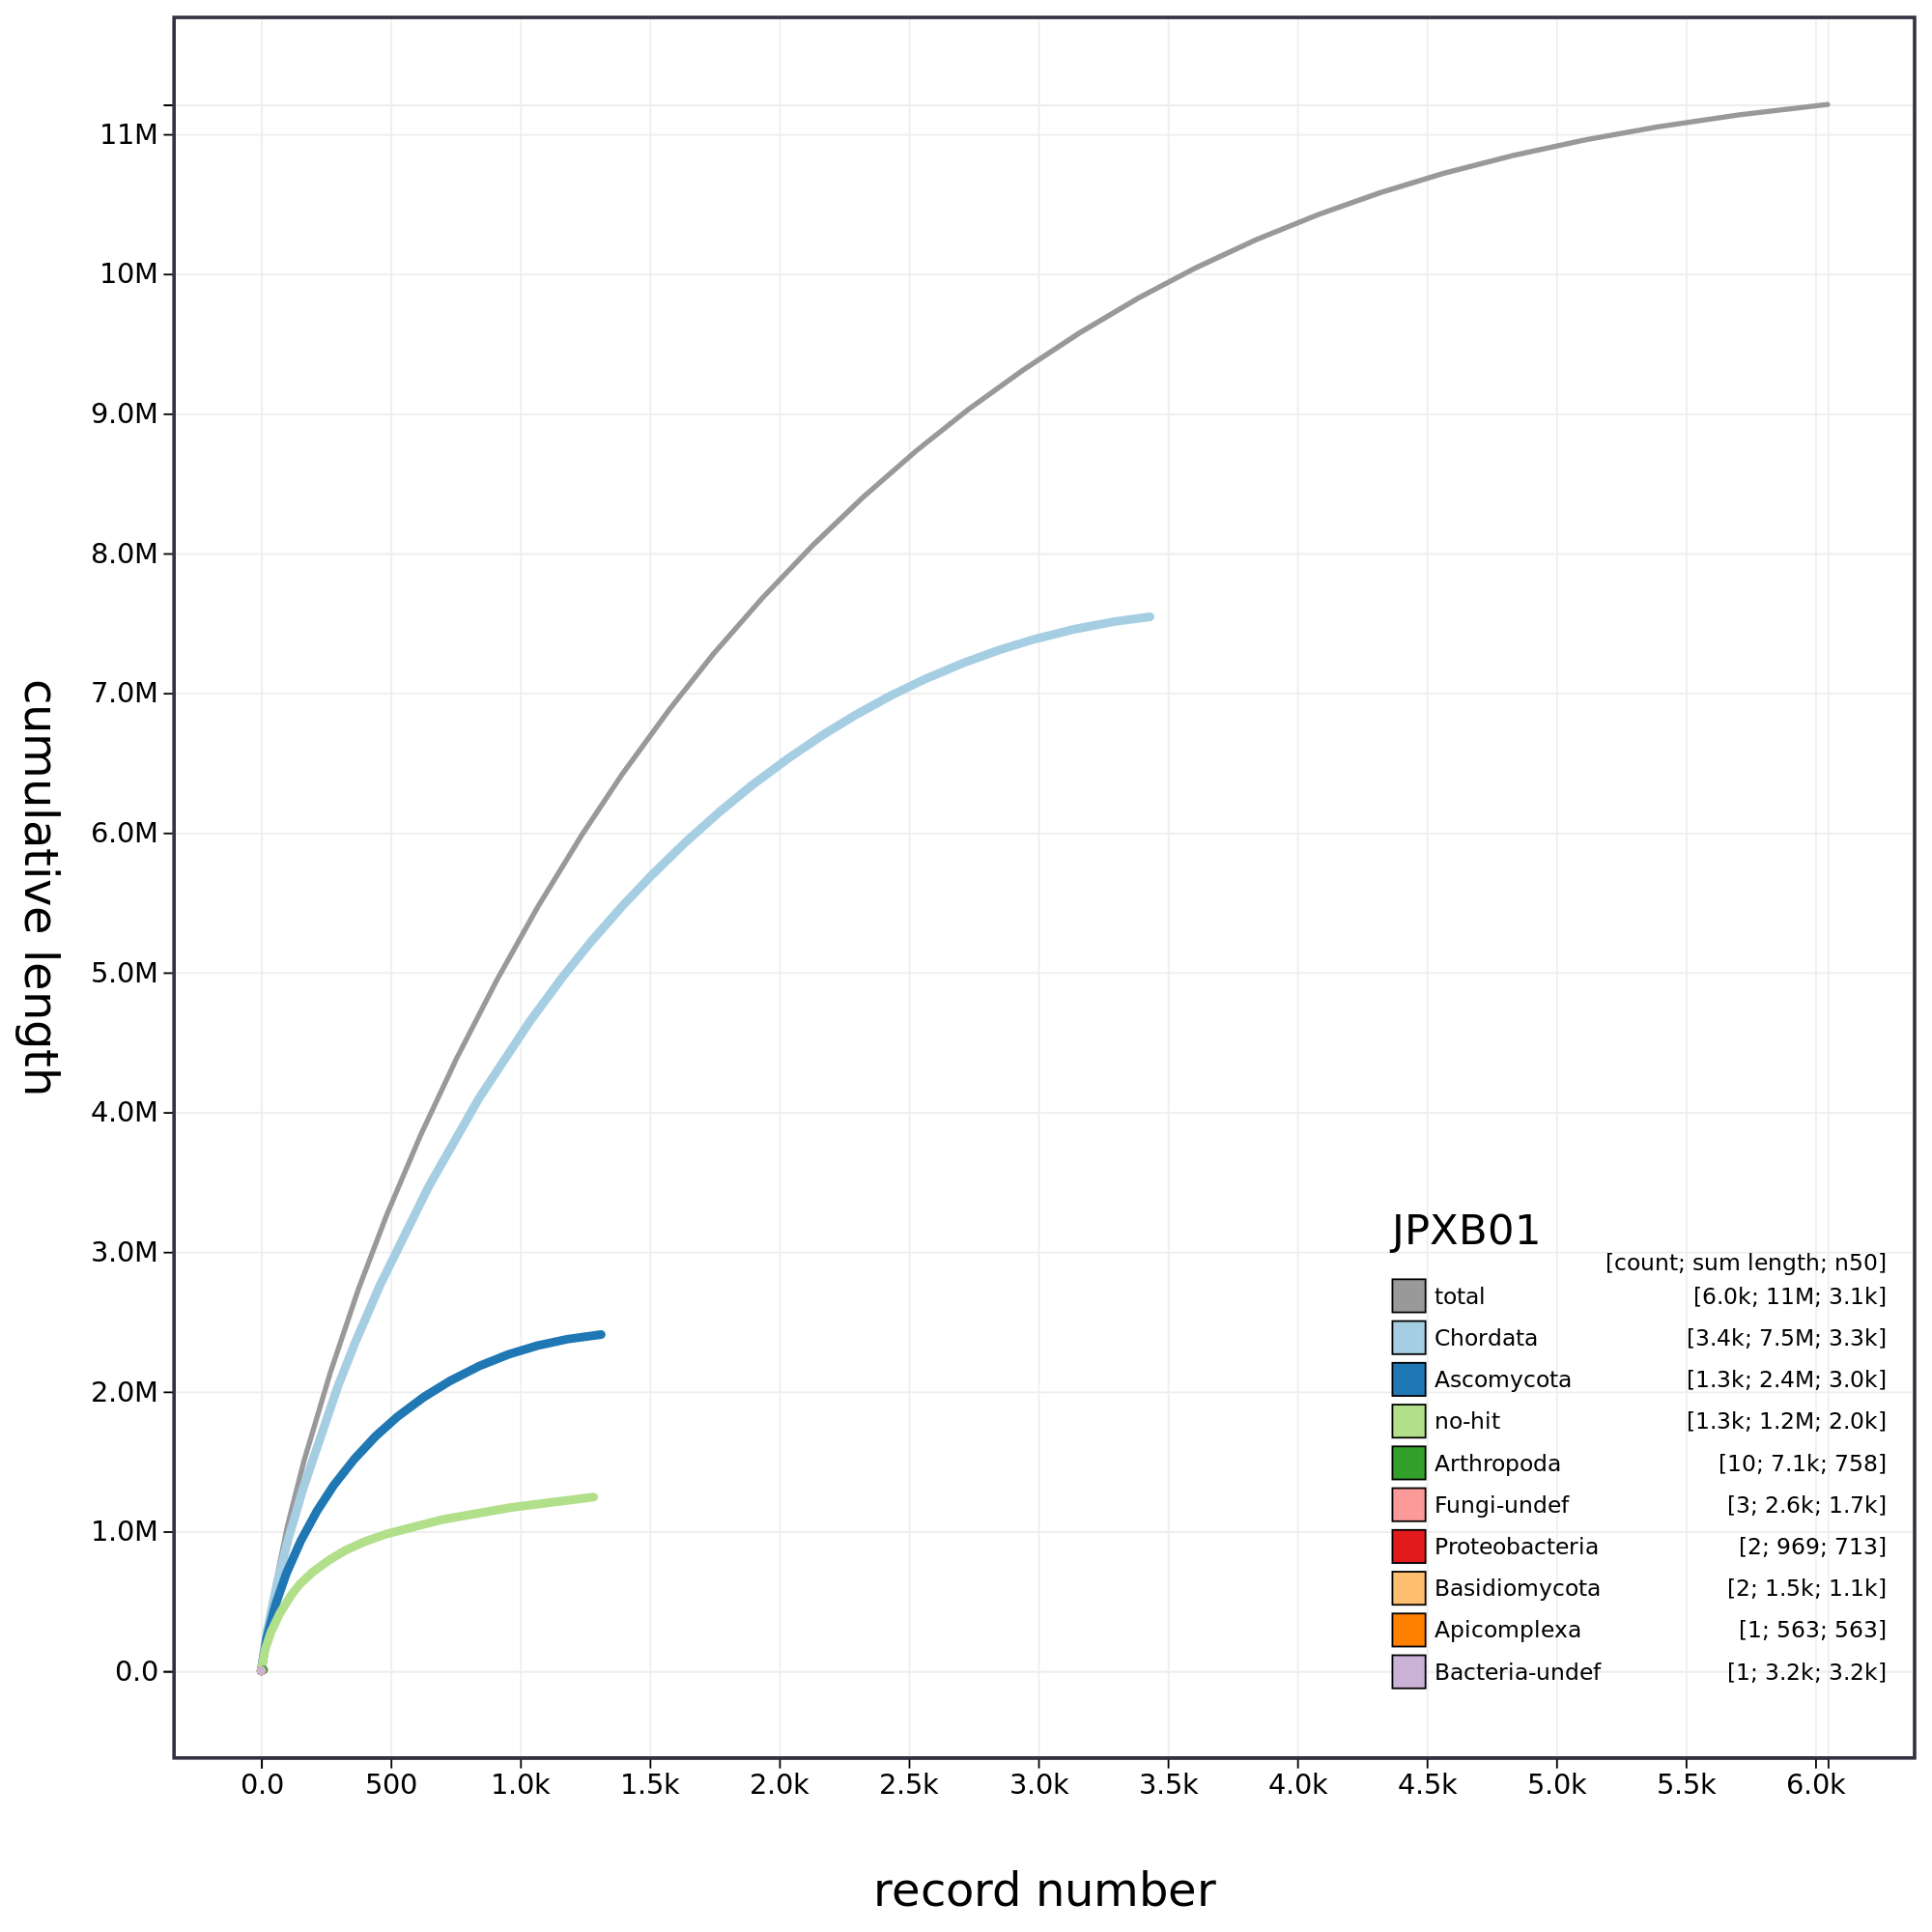 11M
10M
9.0M
8.0M
7.0M
6.0M
5.0M
4.0M
3.0M
2.0M
1.0M
0.0
cumulative length
JPXB01
[count; sum length; n50]
total [6.0k; 11M; 3.1k]
Chordata [3.4k; 7.5M; 3.3k]
Ascomycota [1.3k; 2.4M; 3.0k]
no-hit [1.3k; 1.2M; 2.0k]
Arthropoda [10; 7.1k; 758]
Fungi-undef [3; 2.6k; 1.7k]
Proteobacteria [2; 969; 713]
Basidiomycota [2; 1.5k; 1.1k]
Apicomplexa [1; 563; 563]
Bacteria-undef [1; 3.2k; 3.2k]
0.0 500 1.0k 1.5k 2.0k 2.5k 3.0k 3.5k 4.0k 4.5k 5.0k 5.5k 6.0k
record number